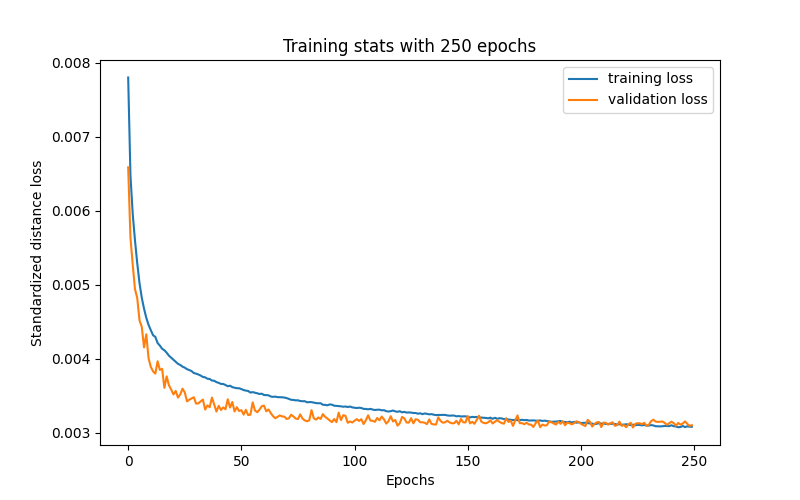 Training stats with 250 epochs
training loss
validation loss
Standardized distance loss
0.008
0.007
0.006
0.005
0.004
0.003
0
50
100
150
200
250
Epochs